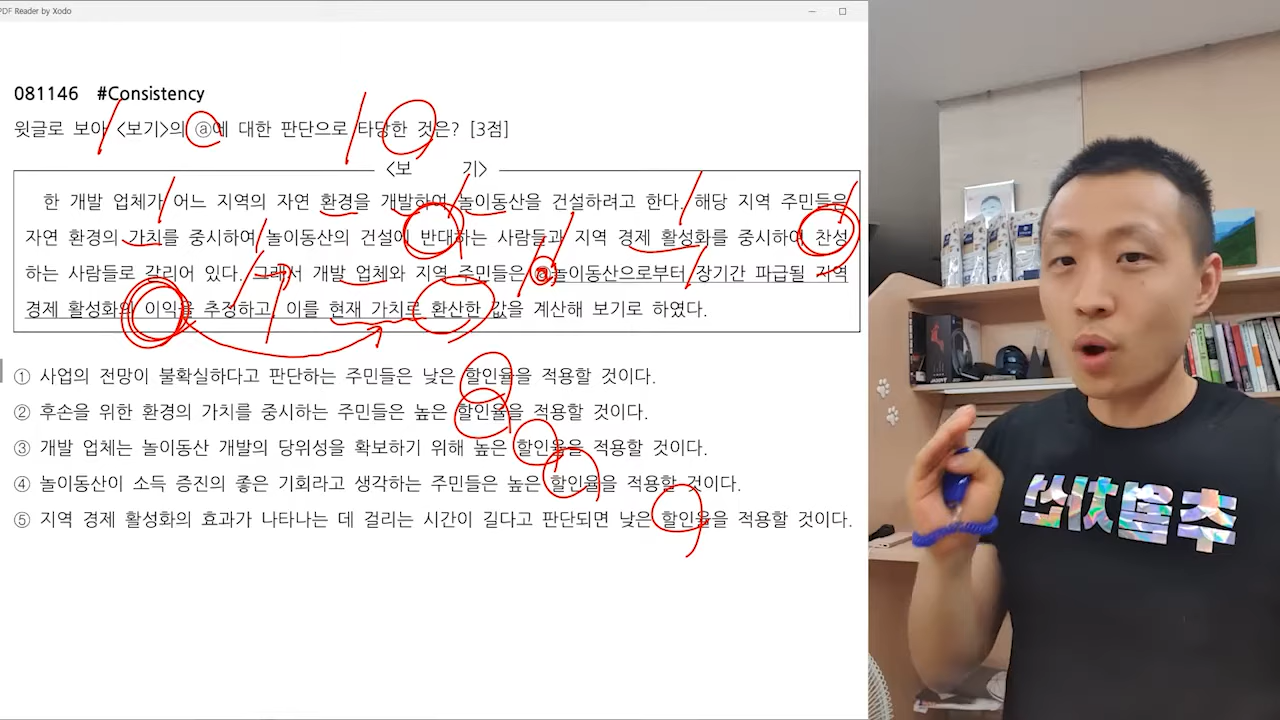 PDF Reader by Xodo
081146 #Consistency
윗글로 보아 <보기>의 ⓐ에 대한 판단으로 타당한 것은? [3점]
<보 기>
한 개발 업체가 어느 지역의 자연 환경을 개발하여 놀이동산을 건설하려고 한다. 해당 지역 주민들은
자연 환경의 가치를 중시하여 놀이동산의 건설에 반대하는 사람들과 지역 경제 활성화를 중시하여 찬성
하는 사람들로 갈리어 있다. 그래서 개발 업체와 지역 주민들은 ⓐ놀이동산으로부터 장기간 파급될 지역
경제 활성화의 이익을 추정하고, 이를 현재 가치로 환산한 값을 계산해 보기로 하였다.
① 사업의 전망이 불확실하다고 판단하는 주민들은 낮은 할인율을 적용할 것이다.
② 후손을 위한 환경의 가치를 중시하는 주민들은 높은 할인율을 적용할 것이다.
③ 개발 업체는 놀이동산 개발의 당위성을 확보하기 위해 높은 할인율을 적용할 것이다.
④ 놀이동산이 소득 증진의 좋은 기회라고 생각하는 주민들은 높은 할인율을 적용할 것이다.
⑤ 지역 경제 활성화의 효과가 나타나는 데 걸리는 시간이 길다고 판단되면 낮은 할인율을 적용할 것이다.